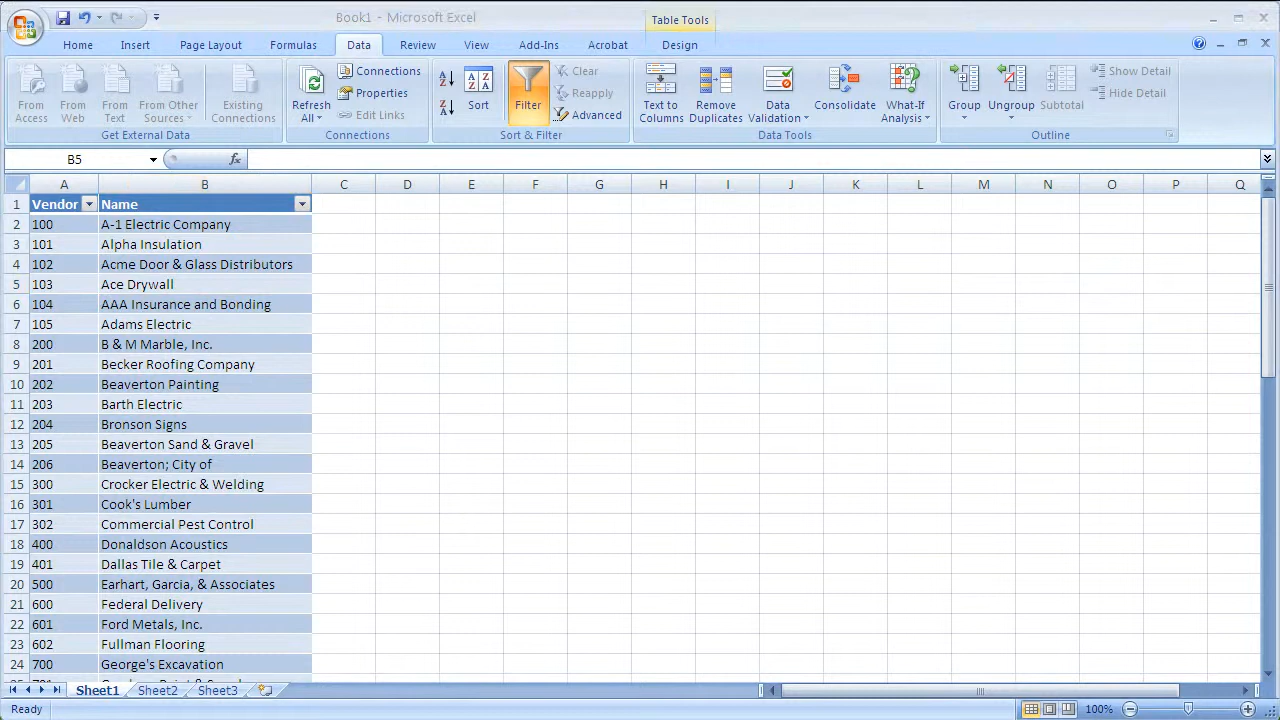 Book1 - Microsoft Excel
Table Tools
Home Insert Page Layout Formulas Data Review View Add-Ins Acrobat Design
From Access
From Web
From Text
From Other Sources
Existing Connections
Get External Data
Refresh All
Connections
Properties
Edit Links
Connections
Sort
Filter
Clear
Reapply
Advanced
Sort & Filter
Text to Columns
Remove Duplicates
Data Validation
Consolidate
What-If Analysis
Data Tools
Group
Ungroup
Subtotal
Show Detail
Hide Detail
Outline
B5 fx
A B C D E F G H I J K L M N O P Q
1 Vendor Name
2 100 A-1 Electric Company
3 101 Alpha Insulation
4 102 Acme Door & Glass Distributors
5 103 Ace Drywall
6 104 AAA Insurance and Bonding
7 105 Adams Electric
8 200 B & M Marble, Inc.
9 201 Becker Roofing Company
10 202 Beaverton Painting
11 203 Barth Electric
12 204 Bronson Signs
13 205 Beaverton Sand & Gravel
14 206 Beaverton; City of
15 300 Crocker Electric & Welding
16 301 Cook's Lumber
17 302 Commercial Pest Control
18 400 Donaldson Acoustics
19 401 Dallas Tile & Carpet
20 500 Earhart, Garcia, & Associates
21 600 Federal Delivery
22 601 Ford Metals, Inc.
23 602 Fullman Flooring
24 700 George's Excavation
Sheet1 Sheet2 Sheet3
Ready 100%